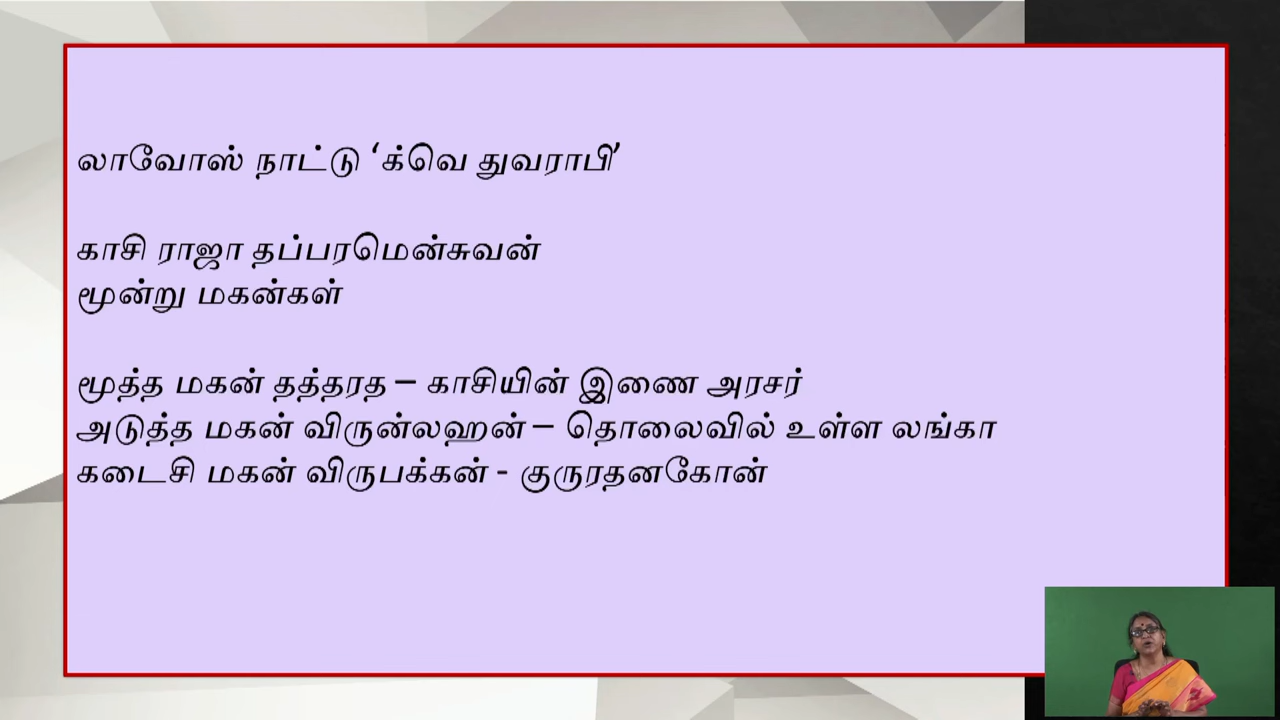 லாவோஸ் நாட்டு ‘க்வெ துவராபி’
காசி ராஜா தப்பரமென்சுவன்
மூன்று மகன்கள்
மூத்த மகன் தத்தரத – காசியின் இணை அரசர்
அடுத்த மகன் விருன்லஹன் – தொலைவில் உள்ள லங்கா
கடைசி மகன் விருபக்கன் - குருரதனகோன்